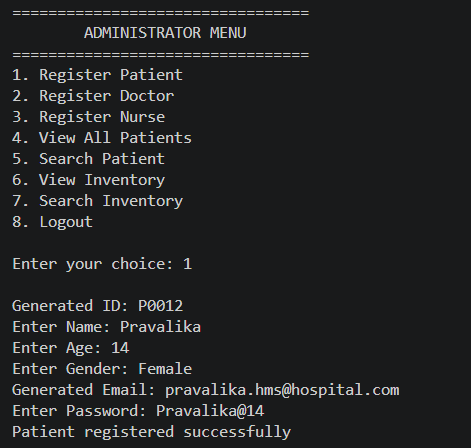 =================================
ADMINISTRATOR MENU
=================================
1. Register Patient
2. Register Doctor
3. Register Nurse
4. View All Patients
5. Search Patient
6. View Inventory
7. Search Inventory
8. Logout
Enter your choice: 1
Generated ID: P0012
Enter Name: Pravalika
Enter Age: 14
Enter Gender: Female
Generated Email: pravalika.hms@hospital.com
Enter Password: Pravalika@14
Patient registered successfully